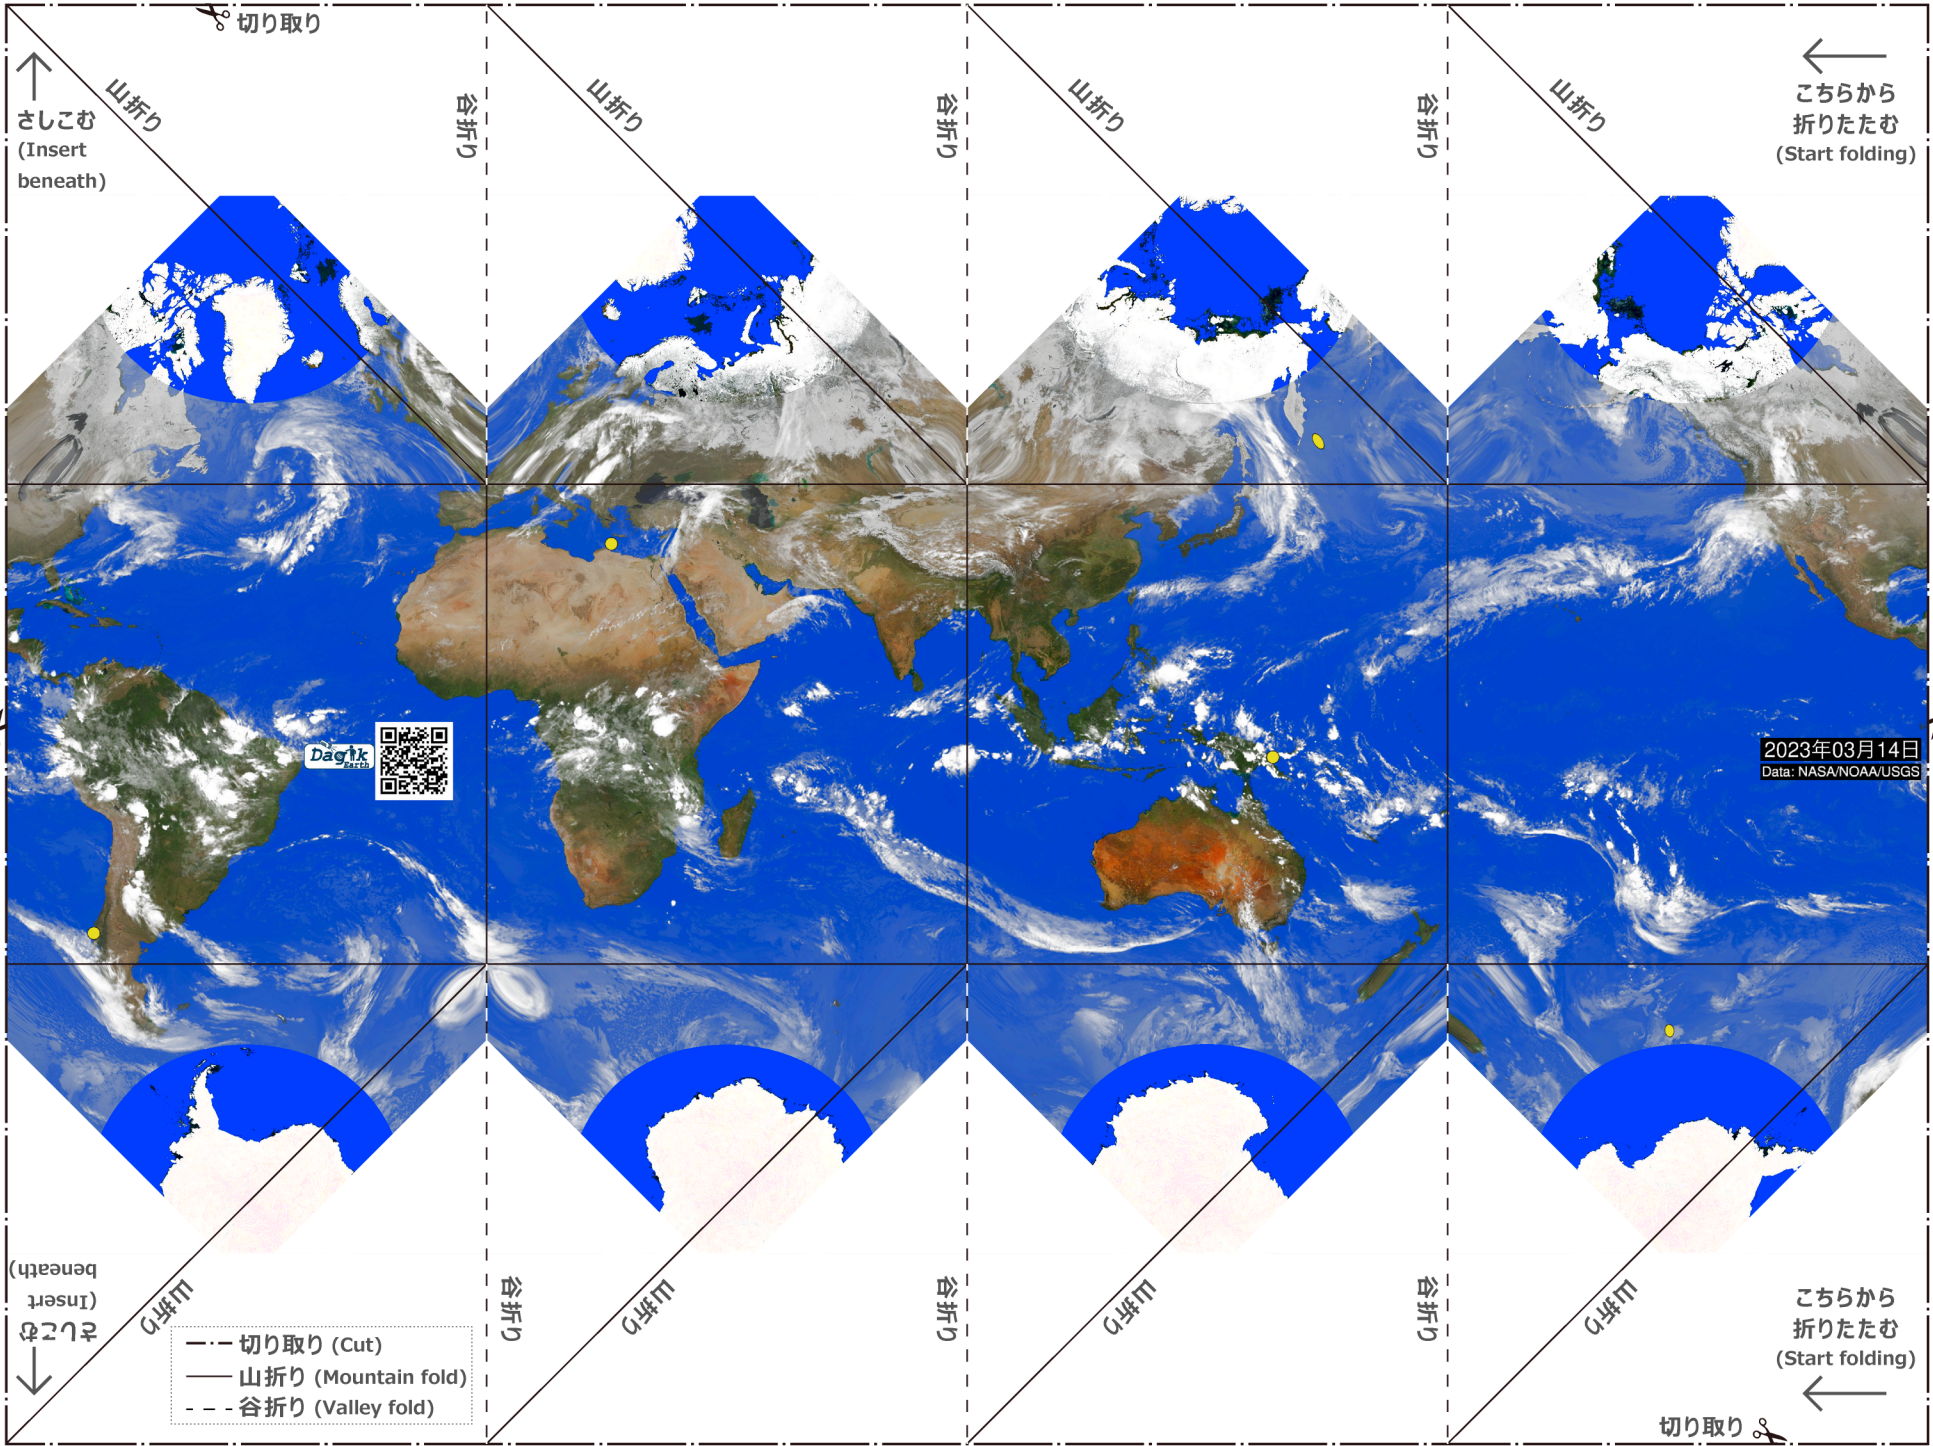 切り取り
さしこむ
(Insert
beneath)
山折り
谷折り
山折り
谷折り
山折り
谷折り
山折り
こちらから
折りたたむ
(Start folding)
Dagik
Earth
2023年03月14日
Data: NASA/NOAA/USGS
さしこむ
(Insert
beneath)
山折り
谷折り
山折り
谷折り
山折り
谷折り
山折り
こちらから
折りたたむ
(Start folding)
切り取り (Cut)
山折り (Mountain fold)
谷折り (Valley fold)
切り取り